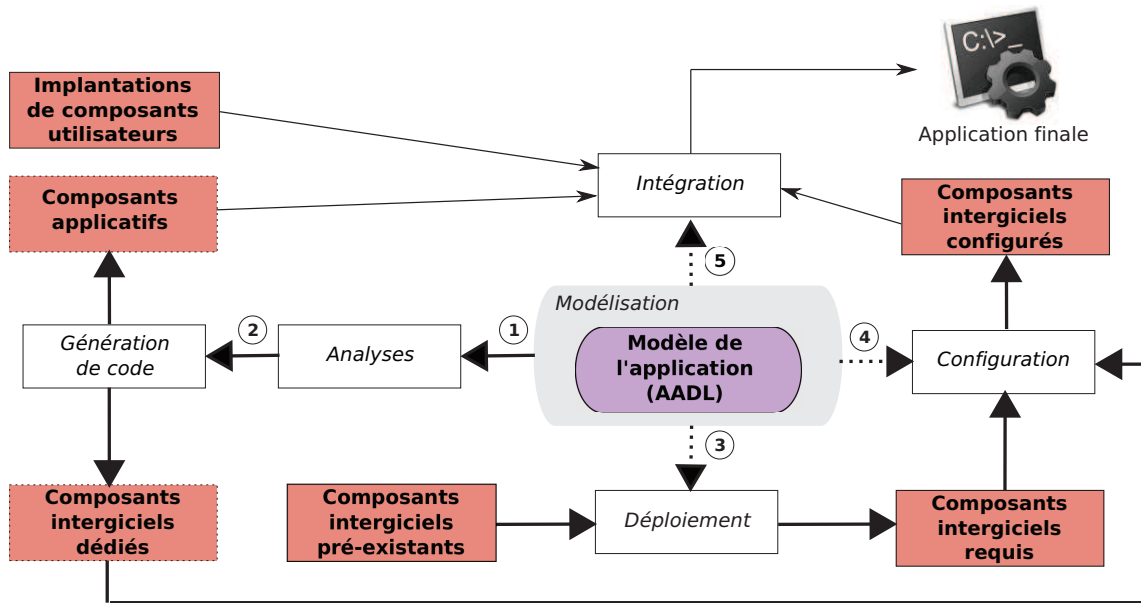 C:\>_
Application finale
Implantations
de composants
utilisateurs
Composants
applicatifs
Intégration
Composants
intergiciels
configurés
5
Modélisation
Modèle de
l'application
(AADL)
1
2
4
Génération
de code
Analyses
Configuration
3
Composants
intergiciels
dédiés
Composants
intergiciels
pré-existants
Déploiement
Composants
intergiciels
requis